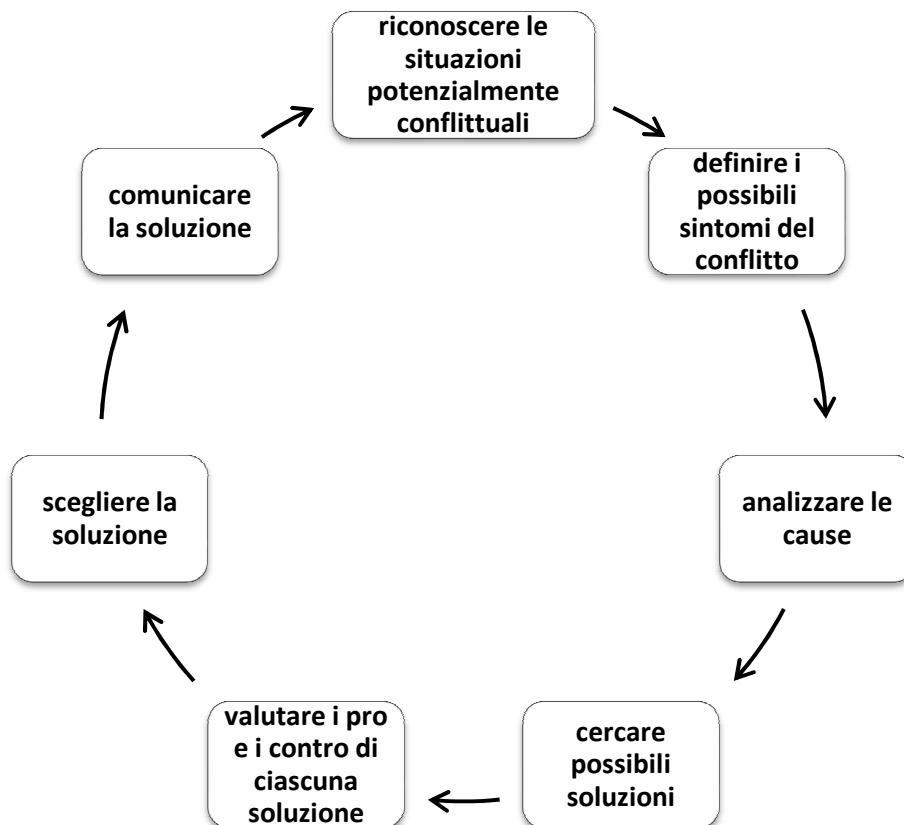 riconoscere le
situazioni
potenzialmente
conflittuali
definire i
possibili
sintomi del
conflitto
analizzare le
cause
cercare
possibili
soluzioni
valutare i pro
e i contro di
ciascuna
soluzione
scegliere la
soluzione
comunicare
la soluzione